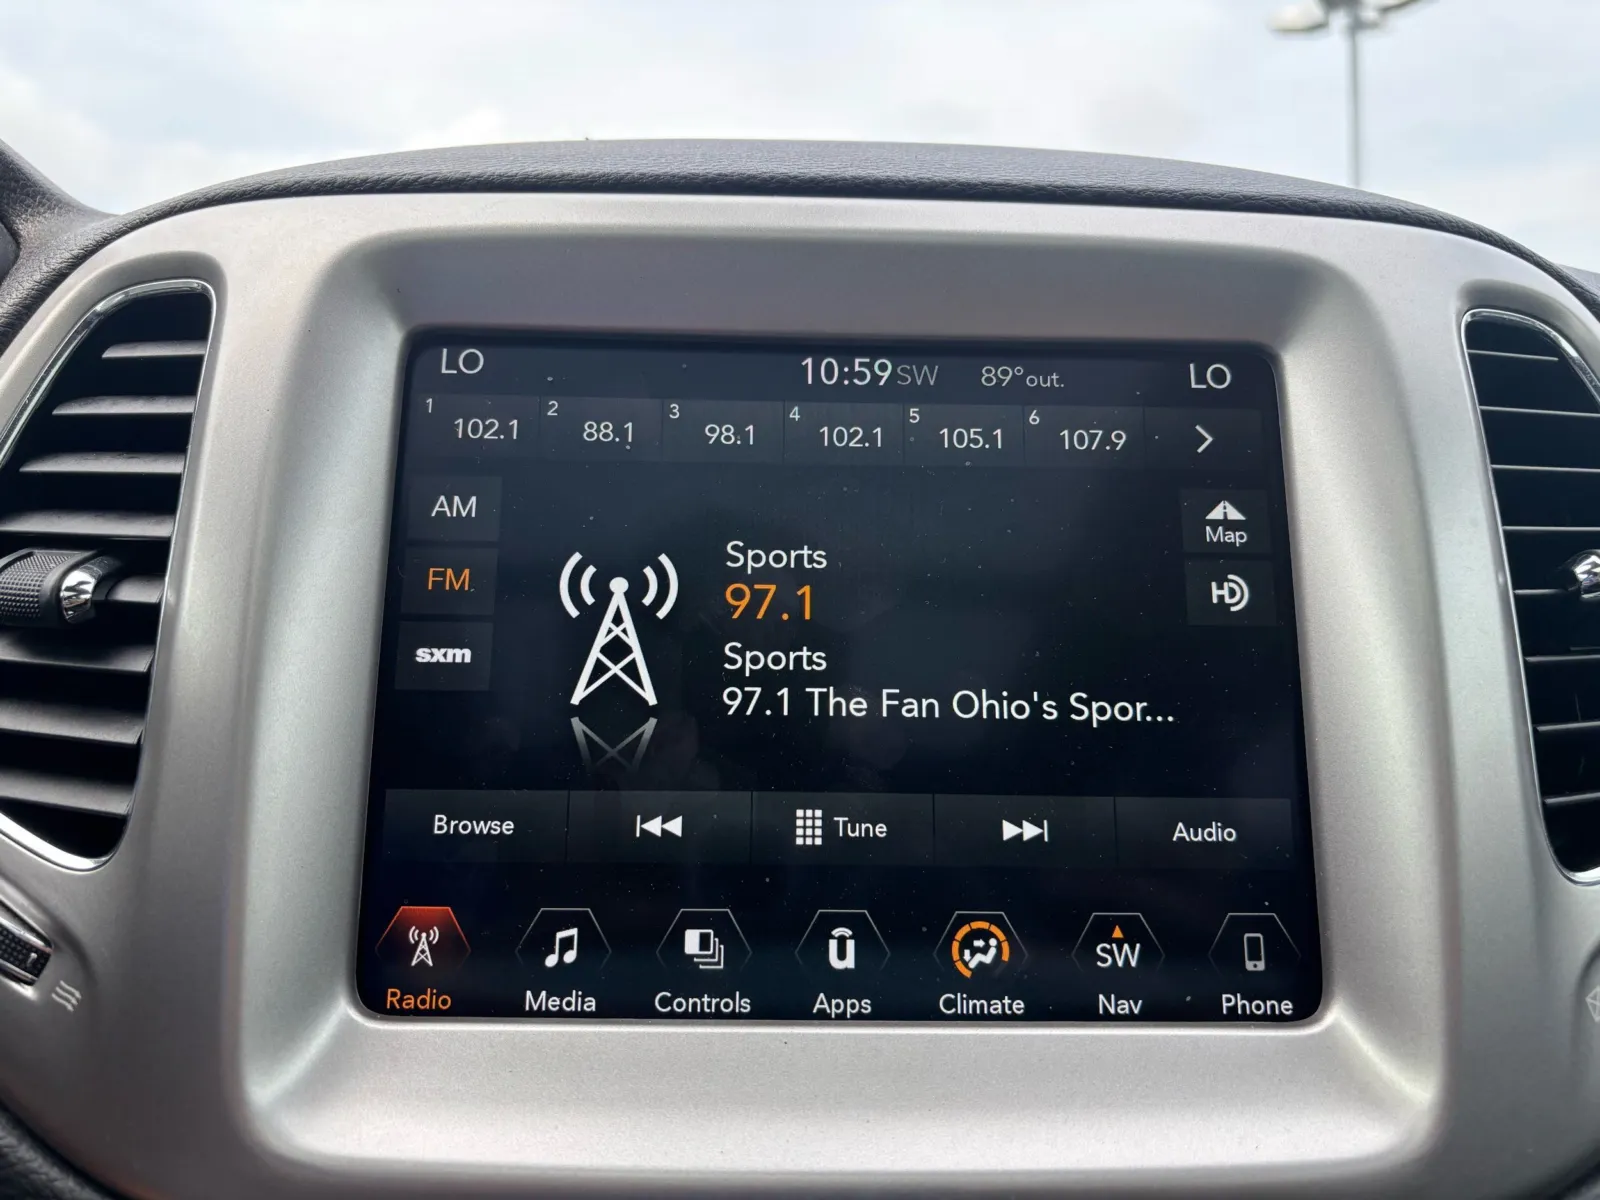 LO 10:59 SW 89° out. LO
1 102.1 2 88.1 3 98.1 4 102.1 5 105.1 6 107.9
AM
Map
FM
HD
sxm
Sports
97.1
Sports
97.1 The Fan Ohio's Spor...
Browse Tune Audio
SW
Radio Media Controls Apps Climate Nav Phone